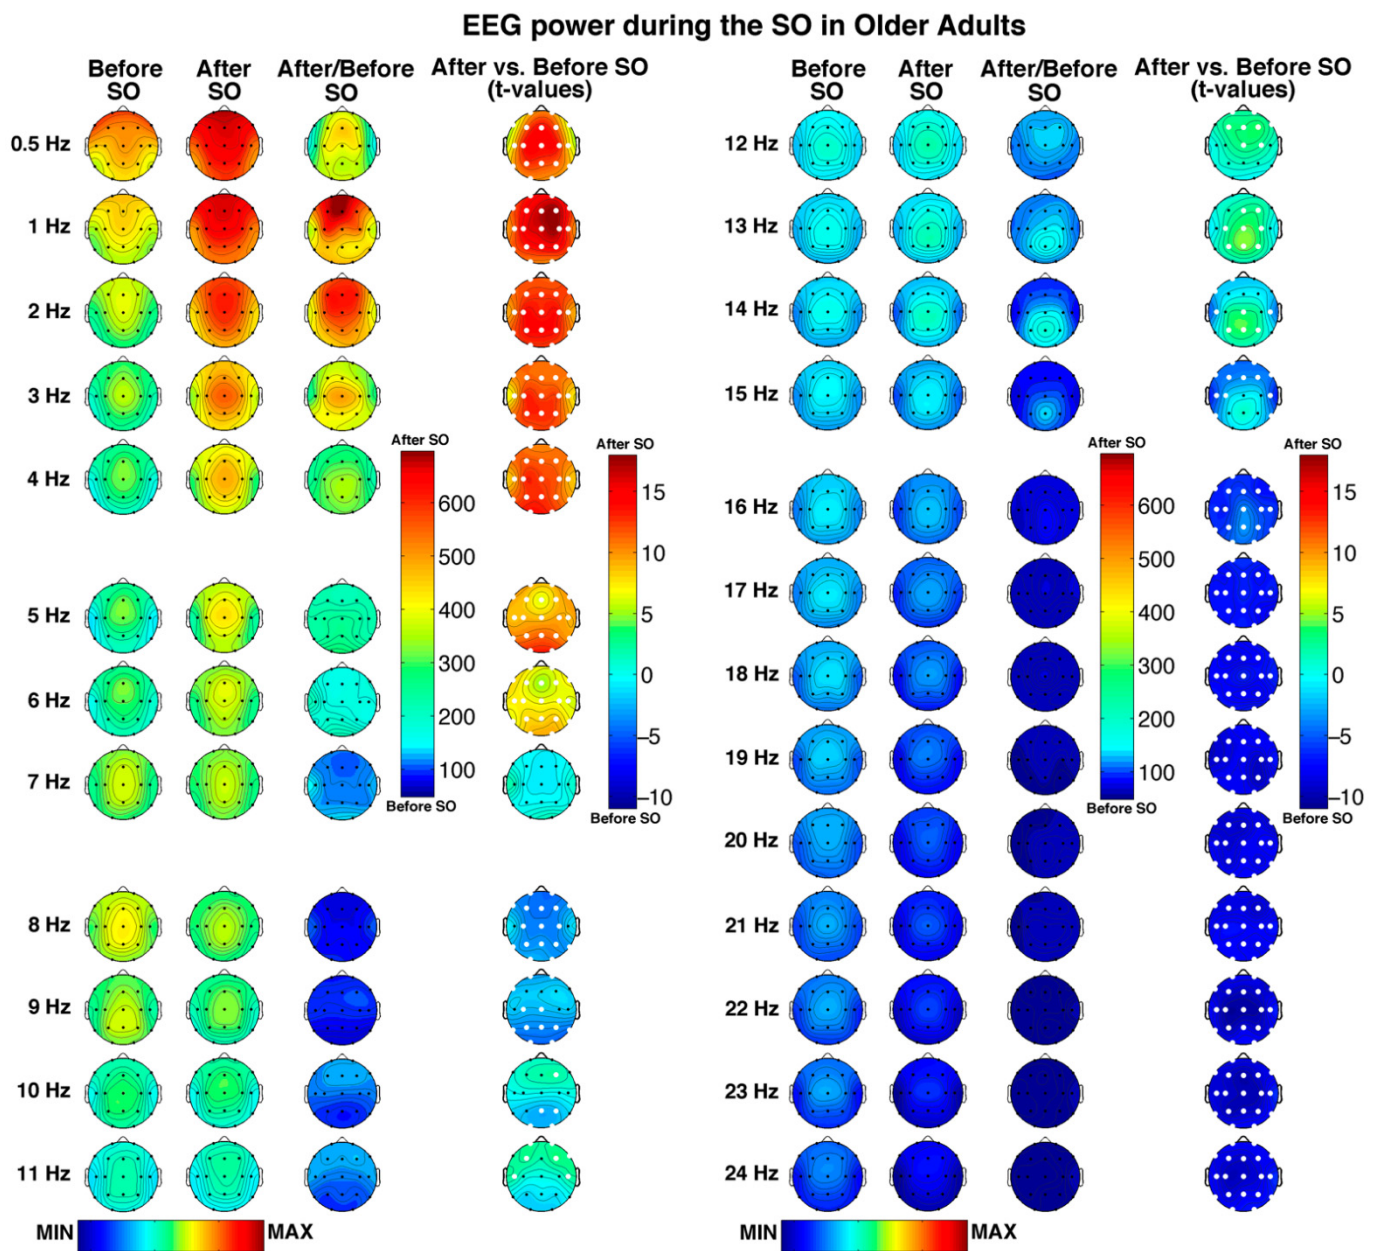 EEG power during the SO in Older Adults
Before SO
After SO
After/Before SO
After vs. Before SO (t-values)
Before SO
After SO
After/Before SO
After vs. Before SO (t-values)
0.5 Hz
1 Hz
2 Hz
3 Hz
4 Hz
5 Hz
6 Hz
7 Hz
8 Hz
9 Hz
10 Hz
11 Hz
After SO
600
500
400
300
200
100
Before SO
After SO
15
10
5
0
–5
–10
Before SO
MIN
MAX
12 Hz
13 Hz
14 Hz
15 Hz
16 Hz
17 Hz
18 Hz
19 Hz
20 Hz
21 Hz
22 Hz
23 Hz
24 Hz
After SO
600
500
400
300
200
100
Before SO
After SO
15
10
5
0
–5
–10
Before SO
MIN
MAX